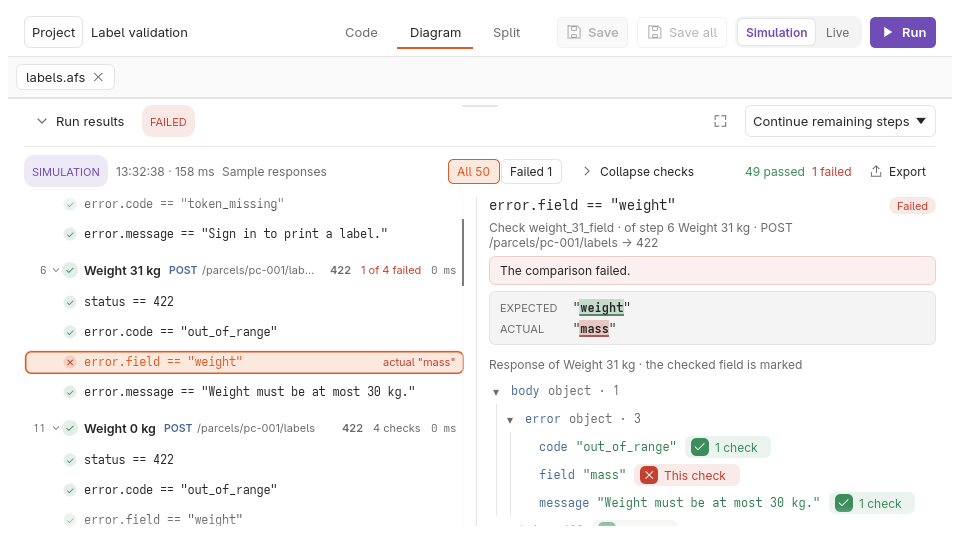 Project Label validation Code Diagram Split Save Save all Simulation Live Run
labels.afs
Run results FAILED Continue remaining steps
SIMULATION 13:32:38 · 158 ms Sample responses All 50 Failed 1 Collapse checks 49 passed 1 failed Export
error.code == "token_missing"
error.message == "Sign in to print a label."
6 Weight 31 kg POST /parcels/pc-001/lab... 422 1 of 4 failed 0 ms
status == 422
error.code == "out_of_range"
error.field == "weight" actual "mass"
error.message == "Weight must be at most 30 kg."
11 Weight 0 kg POST /parcels/pc-001/labels 422 4 checks 0 ms
status == 422
error.code == "out_of_range"
error.field == "weight"
error.field == "weight" Failed
Check weight_31_field · of step 6 Weight 31 kg · POST
/parcels/pc-001/labels → 422
The comparison failed.
EXPECTED "weight"
ACTUAL "mass"
Response of Weight 31 kg · the checked field is marked
body object · 1
error object · 3
code "out_of_range" 1 check
field "mass" This check
message "Weight must be at most 30 kg." 1 check